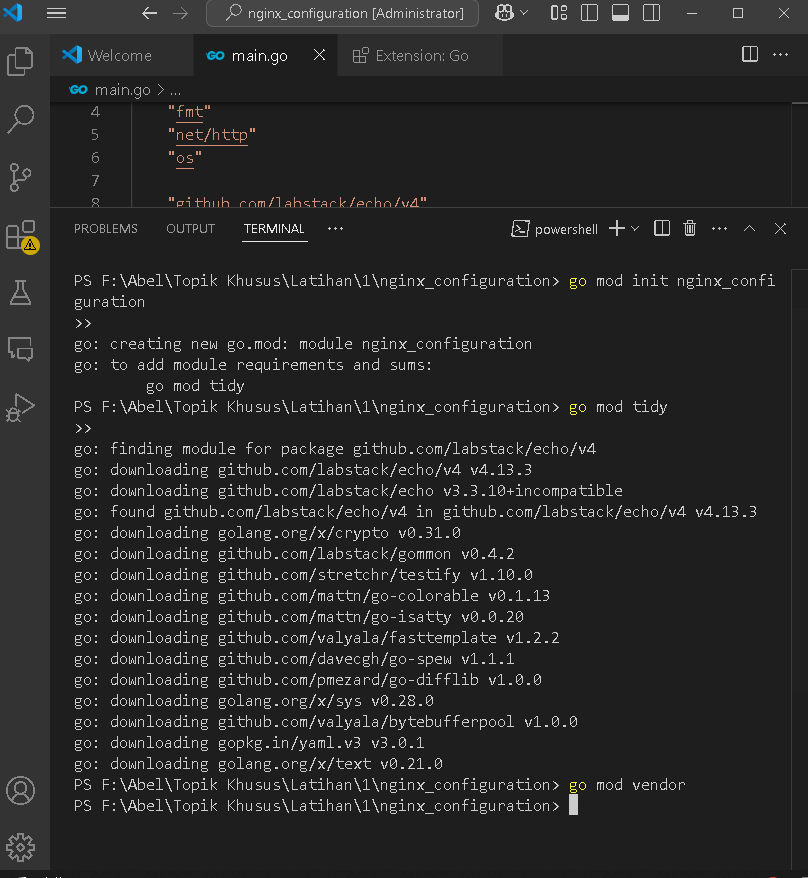 nginx_configuration [Administrator]
Welcome
GO main.go
Extension: Go
GO main.go > ...
4 "fmt"
5 "net/http"
6 "os"
7
8 "github.com/labstack/echo/v4"
PROBLEMS OUTPUT TERMINAL ... powershell
PS F:\Abel\Topik Khusus\Latihan\1\nginx_configuration> go mod init nginx_confi
guration
>>
go: creating new go.mod: module nginx_configuration
go: to add module requirements and sums:
go mod tidy
PS F:\Abel\Topik Khusus\Latihan\1\nginx_configuration> go mod tidy
>>
go: finding module for package github.com/labstack/echo/v4
go: downloading github.com/labstack/echo/v4 v4.13.3
go: downloading github.com/labstack/echo v3.3.10+incompatible
go: found github.com/labstack/echo/v4 in github.com/labstack/echo/v4 v4.13.3
go: downloading golang.org/x/crypto v0.31.0
go: downloading github.com/labstack/gommon v0.4.2
go: downloading github.com/stretchr/testify v1.10.0
go: downloading github.com/mattn/go-colorable v0.1.13
go: downloading github.com/mattn/go-isatty v0.0.20
go: downloading github.com/valyala/fasttemplate v1.2.2
go: downloading github.com/davecgh/go-spew v1.1.1
go: downloading github.com/pmezard/go-difflib v1.0.0
go: downloading golang.org/x/sys v0.28.0
go: downloading github.com/valyala/bytebufferpool v1.0.0
go: downloading gopkg.in/yaml.v3 v3.0.1
go: downloading golang.org/x/text v0.21.0
PS F:\Abel\Topik Khusus\Latihan\1\nginx_configuration> go mod vendor
PS F:\Abel\Topik Khusus\Latihan\1\nginx_configuration>